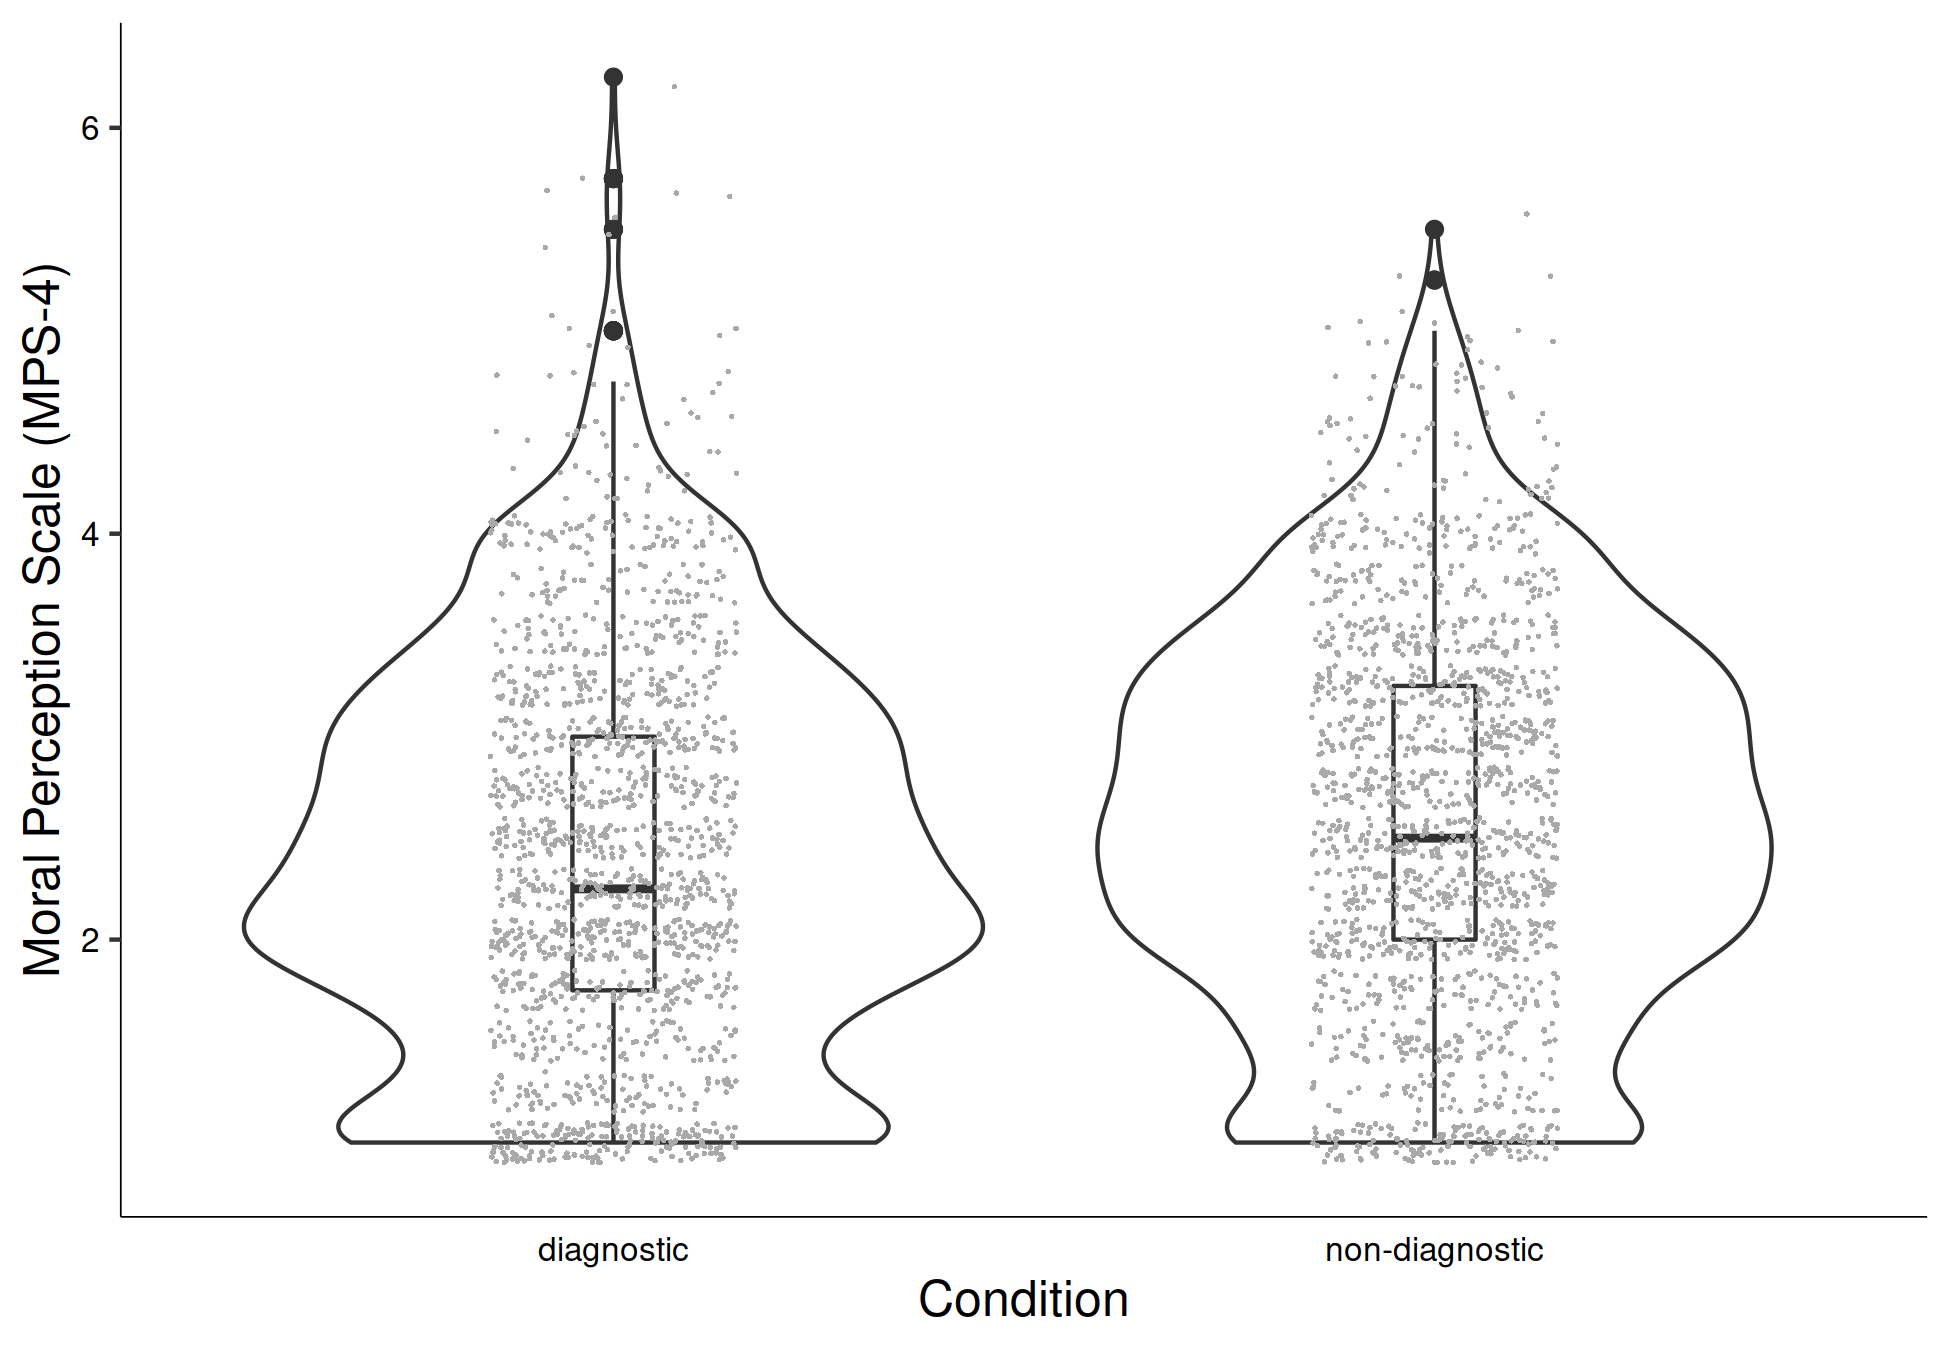 Moral Perception Scale (MPS-4)
6
4
2
diagnostic
non-diagnostic
Condition